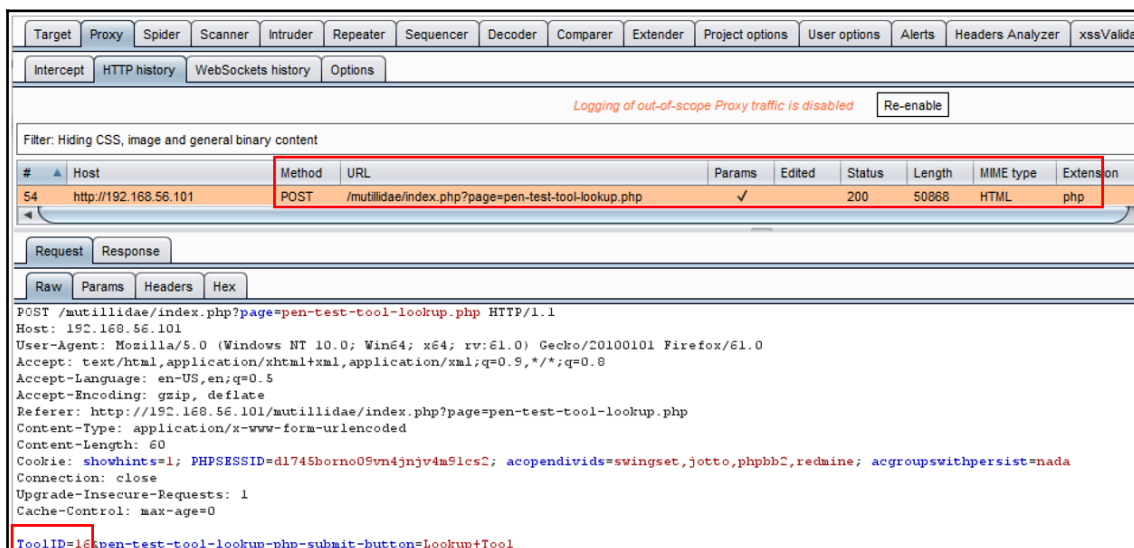 Target Proxy Spider Scanner Intruder Repeater Sequencer Decoder Comparer Extender Project options User options Alerts Headers Analyzer xssValida
Intercept HTTP history WebSockets history Options
Logging of out-of-scope Proxy traffic is disabled Re-enable
Filter: Hiding CSS, image and general binary content
# Host Method URL Params Edited Status Length MIME type Extension
54 http://192.168.56.101 POST /mutillidae/index.php?page=pen-test-tool-lookup.php ✓ 200 50868 HTML php
Request Response
Raw Params Headers Hex
POST /mutillidae/index.php?page=pen-test-tool-lookup.php HTTP/1.1
Host: 192.168.56.101
User-Agent: Mozilla/5.0 (Windows NT 10.0; Win64; x64; rv:61.0) Gecko/20100101 Firefox/61.0
Accept: text/html,application/xhtml+xml,application/xml;q=0.9,*/*;q=0.8
Accept-Language: en-US,en;q=0.5
Accept-Encoding: gzip, deflate
Referer: http://192.168.56.101/mutillidae/index.php?page=pen-test-tool-lookup.php
Content-Type: application/x-www-form-urlencoded
Content-Length: 60
Cookie: showhints=1; PHPSESSID=dl745borno09vn4jnjv4m9lcs2; acopendivids=swingset,jotto,phpbb2,redmine; acgroupswithpersist=nada
Connection: close
Upgrade-Insecure-Requests: 1
Cache-Control: max-age=0
ToolID=16&pen-test-tool-lookup-php-submit-button=Lookup+Tool